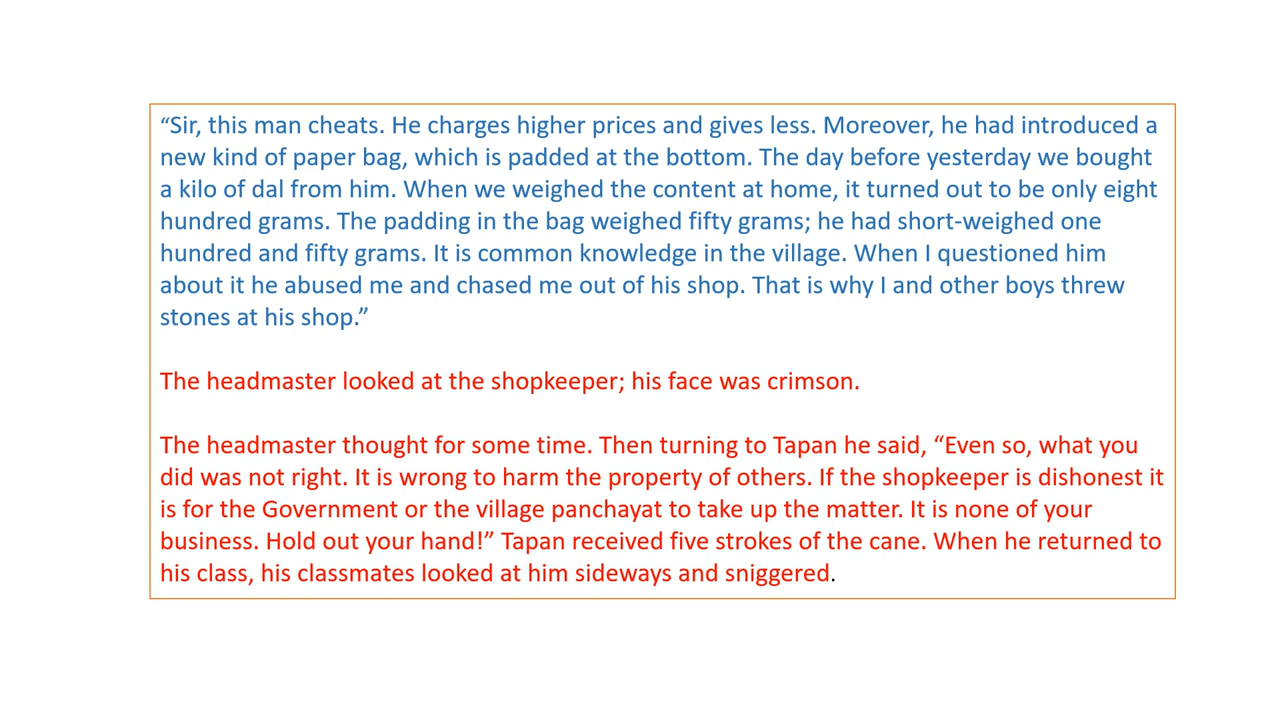 “Sir, this man cheats. He charges higher prices and gives less. Moreover, he had introduced a
new kind of paper bag, which is padded at the bottom. The day before yesterday we bought
a kilo of dal from him. When we weighed the content at home, it turned out to be only eight
hundred grams. The padding in the bag weighed fifty grams; he had short-weighed one
hundred and fifty grams. It is common knowledge in the village. When I questioned him
about it he abused me and chased me out of his shop. That is why I and other boys threw
stones at his shop.”
The headmaster looked at the shopkeeper; his face was crimson.
The headmaster thought for some time. Then turning to Tapan he said, “Even so, what you
did was not right. It is wrong to harm the property of others. If the shopkeeper is dishonest it
is for the Government or the village panchayat to take up the matter. It is none of your
business. Hold out your hand!” Tapan received five strokes of the cane. When he returned to
his class, his classmates looked at him sideways and sniggered.